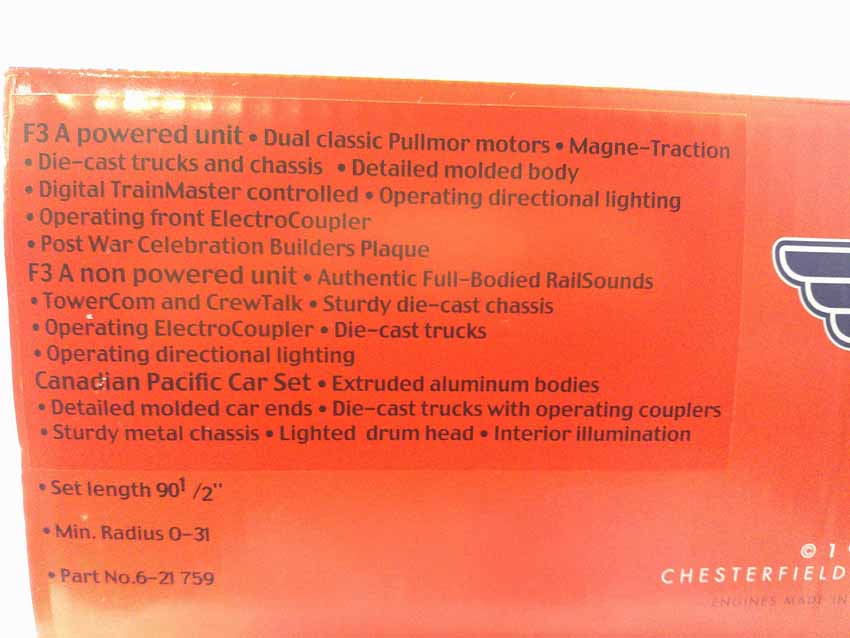 F3 A powered unit • Dual classic Pullmor motors • Magne-Traction
• Die-cast trucks and chassis • Detailed molded body
• Digital TrainMaster controlled • Operating directional lighting
• Operating front ElectroCoupler
• Post War Celebration Builders Plaque
F3 A non powered unit • Authentic Full-Bodied RailSounds
• TowerCom and CrewTalk • Sturdy die-cast chassis
• Operating ElectroCoupler • Die-cast trucks
• Operating directional lighting
Canadian Pacific Car Set • Extruded aluminum bodies
• Detailed molded car ends • Die-cast trucks with operating couplers
• Sturdy metal chassis • Lighted drum head • Interior illumination
• Set length 90 1/2"
• Min. Radius O-31
• Part No.6-21 759
© 1
CHESTERFIELD
ENGINES MADE IN